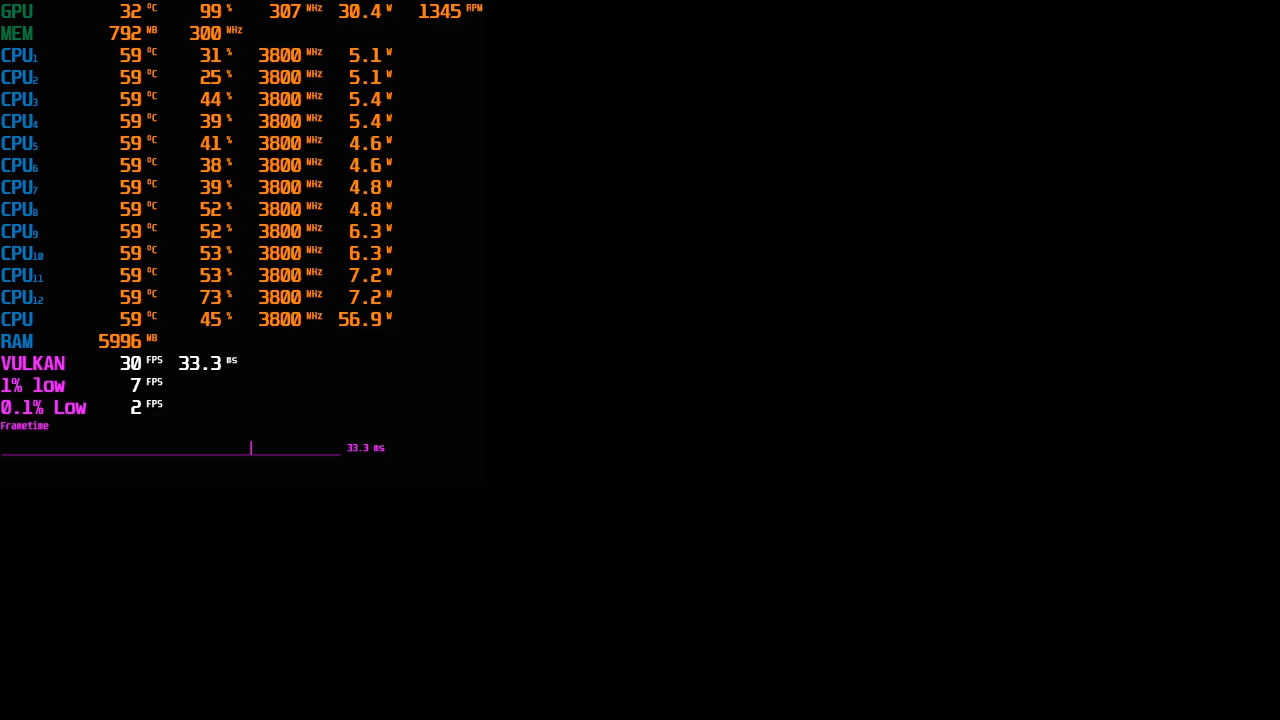 GPU 32 °C 99 % 307 MHz 30.4 W 1345 RPM
MEM 792 MB 300 MHz
CPU1 59 °C 31 % 3800 MHz 5.1 W
CPU2 59 °C 25 % 3800 MHz 5.1 W
CPU3 59 °C 44 % 3800 MHz 5.4 W
CPU4 59 °C 39 % 3800 MHz 5.4 W
CPU5 59 °C 41 % 3800 MHz 4.6 W
CPU6 59 °C 38 % 3800 MHz 4.6 W
CPU7 59 °C 39 % 3800 MHz 4.8 W
CPU8 59 °C 52 % 3800 MHz 4.8 W
CPU9 59 °C 52 % 3800 MHz 6.3 W
CPU10 59 °C 53 % 3800 MHz 6.3 W
CPU11 59 °C 53 % 3800 MHz 7.2 W
CPU12 59 °C 73 % 3800 MHz 7.2 W
CPU 59 °C 45 % 3800 MHz 56.9 W
RAM 5996 MB
VULKAN 30 FPS 33.3 ms
1% low 7 FPS
0.1% Low 2 FPS
Frametime
33.3 ms